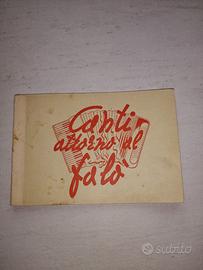 Canti
attorno al
falò
subito